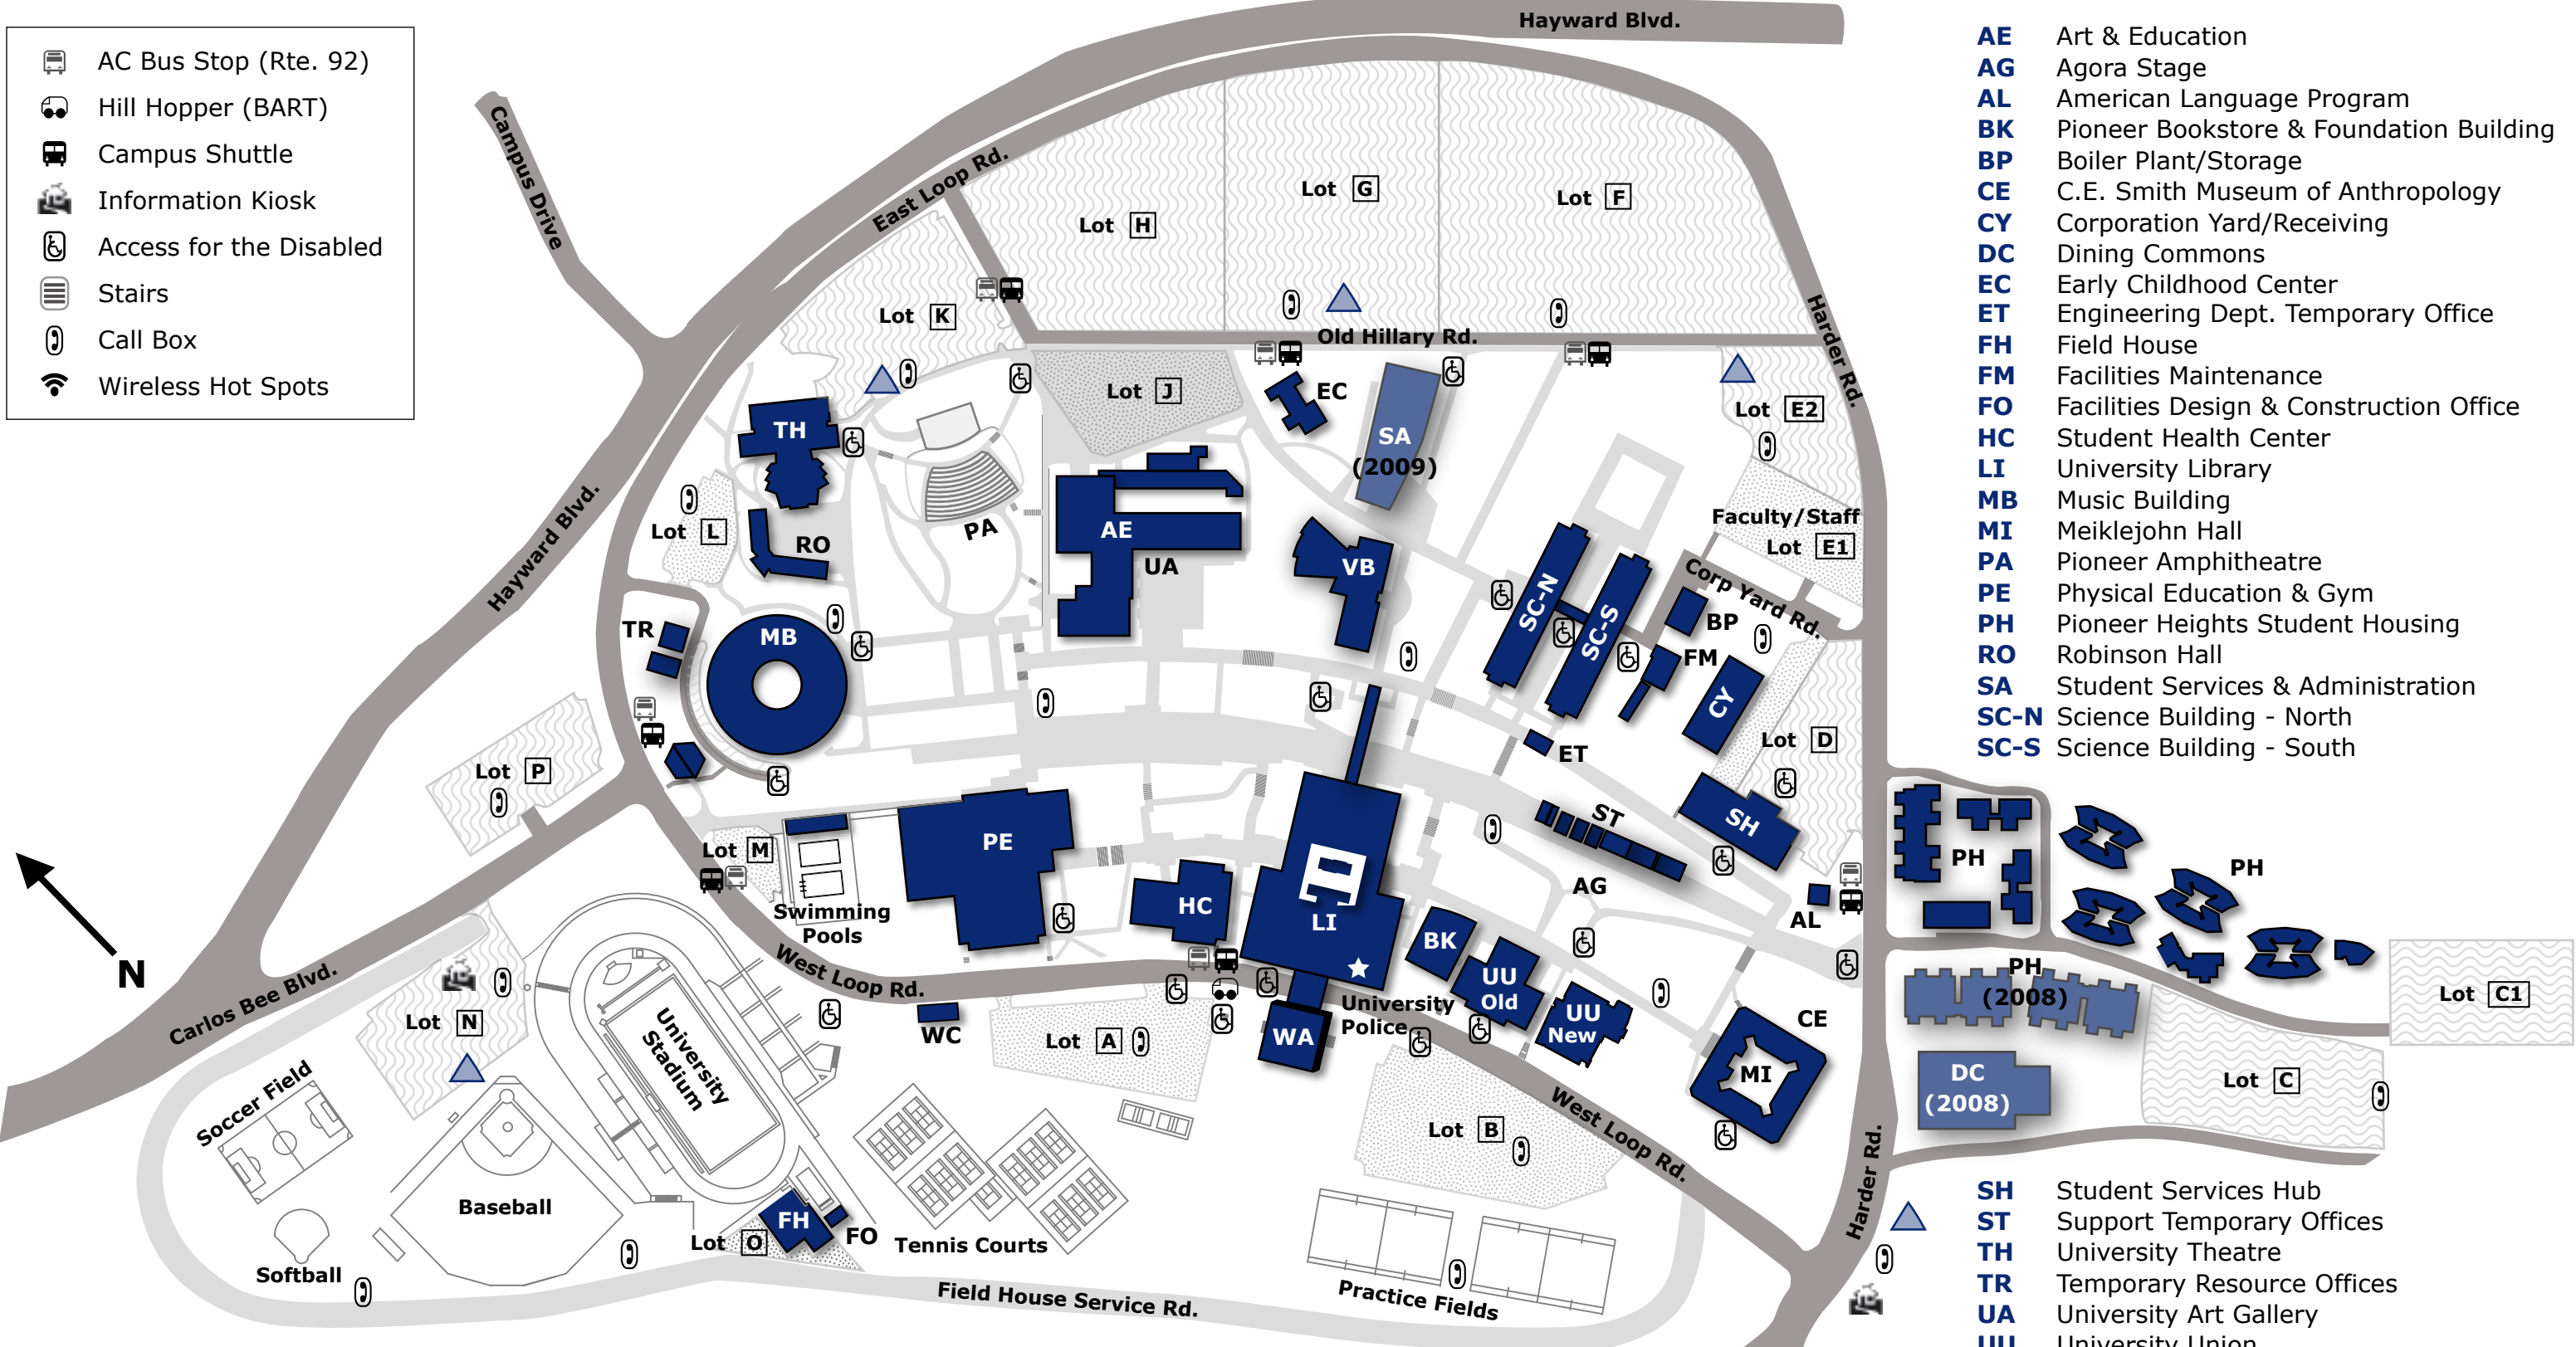 AC Bus Stop (Rte. 92)
Hill Hopper (BART)
Campus Shuttle
Information Kiosk
Access for the Disabled
Stairs
Call Box
Wireless Hot Spots
Hayward Blvd.
Campus Drive
East Loop Rd.
Lot H
Lot G
Lot F
Lot K
Old Hillary Rd.
Harder Rd.
Lot J
EC
Lot E2
TH
SA
(2009)
Hayward Blvd.
Lot L
RO
PA
AE
UA
VB
SC-N
SC-S
Faculty/Staff
Lot E1
Corp Yard Rd.
BP
FM
CY
TR
MB
Lot P
ET
Lot D
Lot M
Swimming
Pools
PE
HC
LI
ST
SH
AG
AL
PH
PH
BK
UU
Old
UU
New
University
Police
WA
WC
West Loop Rd.
Carlos Bee Blvd.
N
Lot N
University
Stadium
Lot A
CE
MI
PH
(2008)
DC
(2008)
Lot C1
Lot C
Soccer Field
Baseball
Softball
Lot O
FH
FO
Tennis Courts
Lot B
West Loop Rd.
Harder Rd.
Practice Fields
Field House Service Rd.
AE Art & Education
AG Agora Stage
AL American Language Program
BK Pioneer Bookstore & Foundation Building
BP Boiler Plant/Storage
CE C.E. Smith Museum of Anthropology
CY Corporation Yard/Receiving
DC Dining Commons
EC Early Childhood Center
ET Engineering Dept. Temporary Office
FH Field House
FM Facilities Maintenance
FO Facilities Design & Construction Office
HC Student Health Center
LI University Library
MB Music Building
MI Meiklejohn Hall
PA Pioneer Amphitheatre
PE Physical Education & Gym
PH Pioneer Heights Student Housing
RO Robinson Hall
SA Student Services & Administration
SC-N Science Building - North
SC-S Science Building - South
SH Student Services Hub
ST Support Temporary Offices
TH University Theatre
TR Temporary Resource Offices
UA University Art Gallery
UU University Union